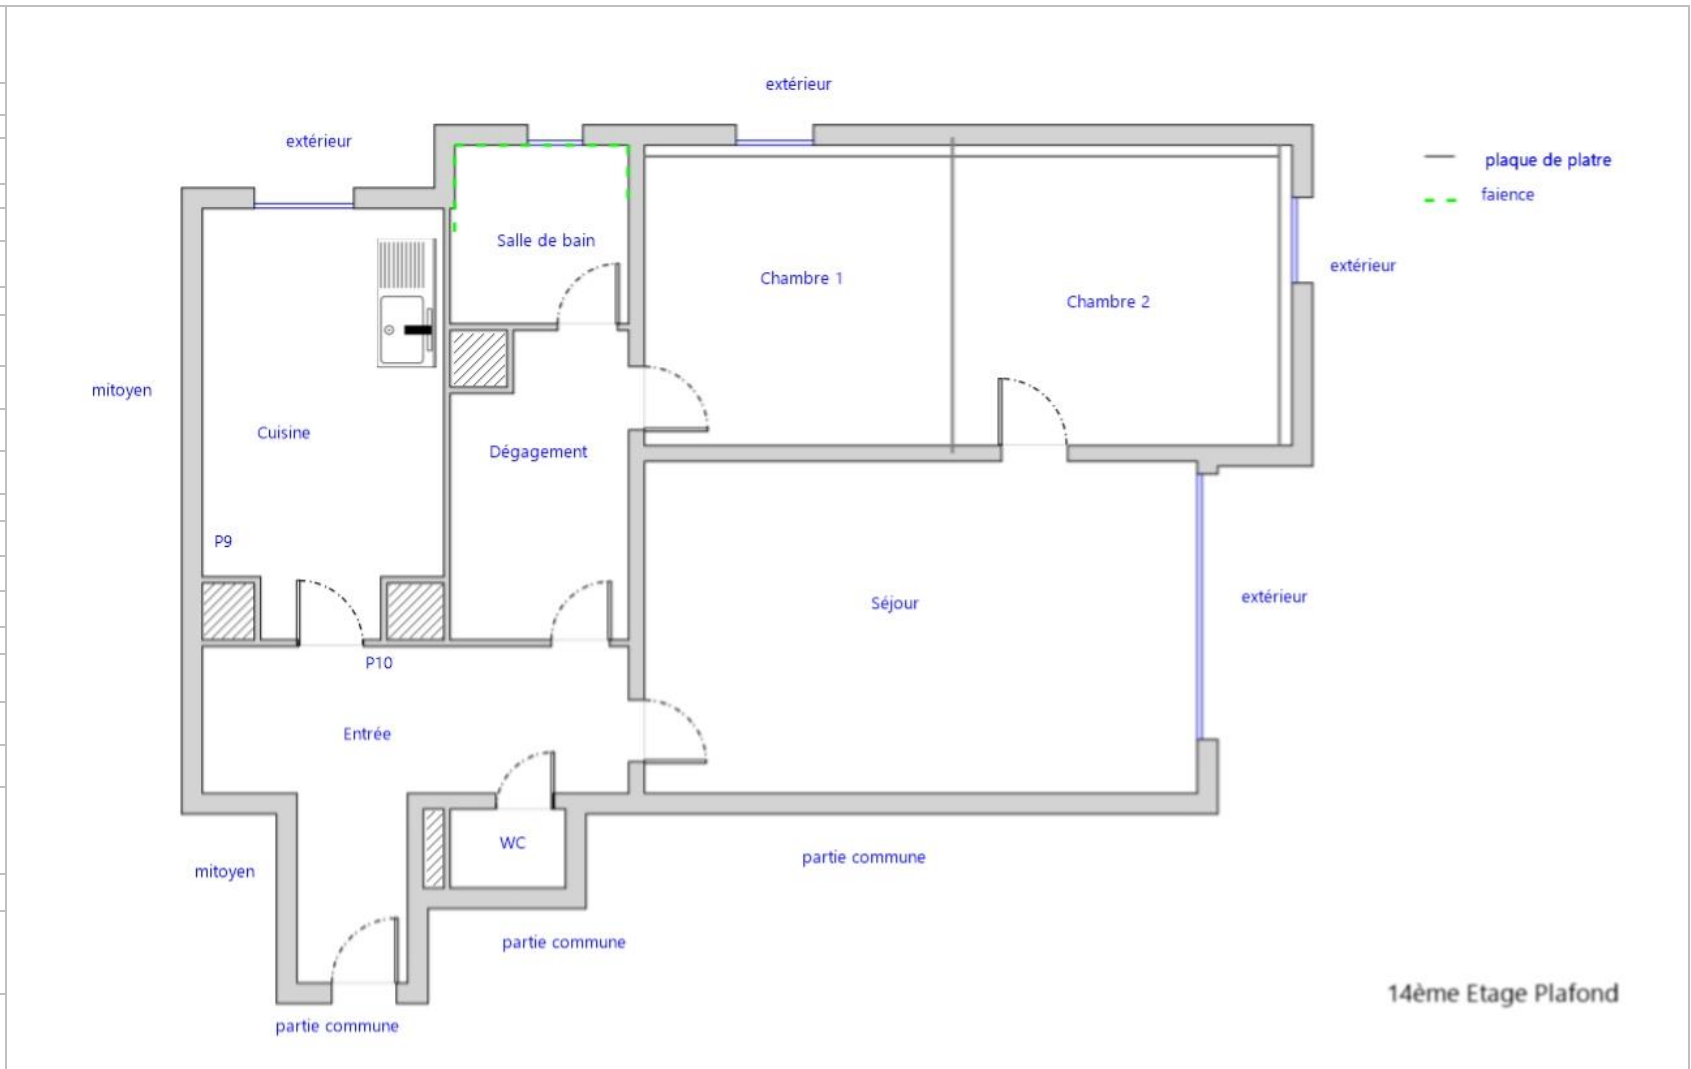 extérieur
extérieur
plaque de platre
faience
Salle de bain
extérieur
Chambre 1
Chambre 2
mitoyen
Cuisine
Dégagement
P9
extérieur
Séjour
P10
Entrée
WC
partie commune
mitoyen
partie commune
14ème Etage Plafond
partie commune